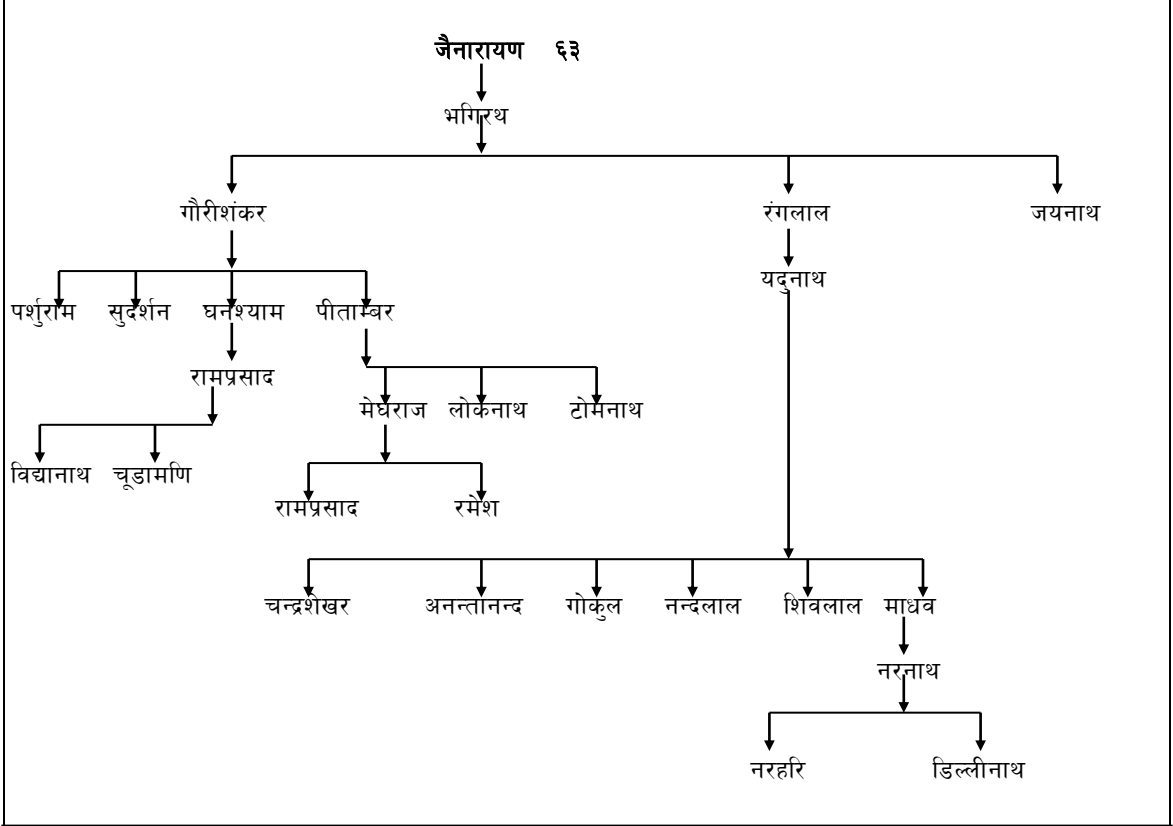 जैनारायण ६३
भगिरथ
गौरीशंकर रंगलाल जयनाथ
यदुनाथ
पर्शुराम सुदर्शन घनश्याम पीताम्बर
रामप्रसाद
मेघराज लोकनाथ टोमनाथ
विद्यानाथ चूडामणि
रामप्रसाद रमेश
चन्द्रशेखर अनन्तानन्द गोकुल नन्दलाल शिवलाल माधव
नरनाथ
नरहरि डिल्लीनाथ